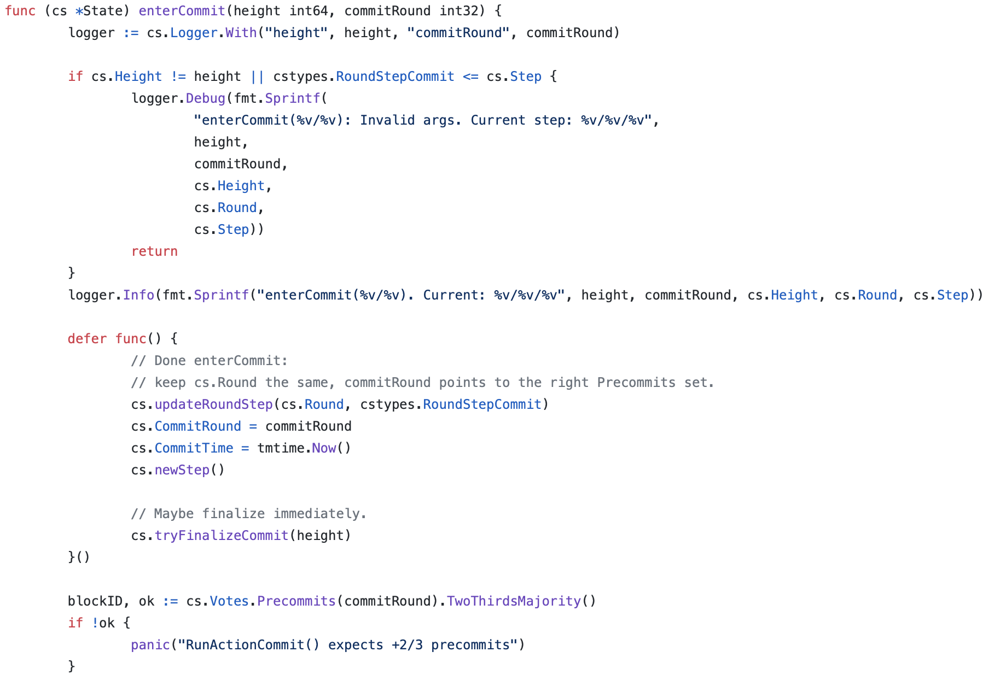 func (cs *State) enterCommit(height int64, commitRound int32) {
logger := cs.Logger.With("height", height, "commitRound", commitRound)
if cs.Height != height || cstypes.RoundStepCommit <= cs.Step {
logger.Debug(fmt.Sprintf(
"enterCommit(%v/%v): Invalid args. Current step: %v/%v/%v",
height,
commitRound,
cs.Height,
cs.Round,
cs.Step))
return
}
logger.Info(fmt.Sprintf("enterCommit(%v/%v). Current: %v/%v/%v", height, commitRound, cs.Height, cs.Round, cs.Step))
defer func() {
// Done enterCommit:
// keep cs.Round the same, commitRound points to the right Precommits set.
cs.updateRoundStep(cs.Round, cstypes.RoundStepCommit)
cs.CommitRound = commitRound
cs.CommitTime = tmtime.Now()
cs.newStep()
// Maybe finalize immediately.
cs.tryFinalizeCommit(height)
}()
blockID, ok := cs.Votes.Precommits(commitRound).TwoThirdsMajority()
if !ok {
panic("RunActionCommit() expects +2/3 precommits")
}